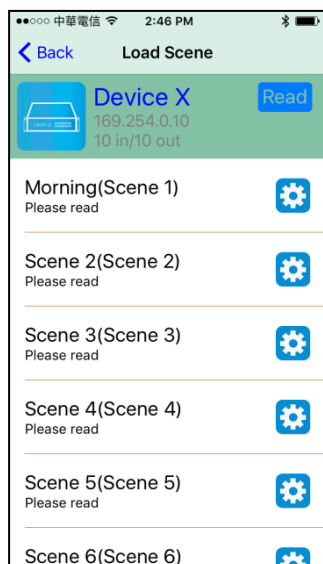 中華電信 2:46 PM
Back Load Scene
Device X Read
169.254.0.10
10 in/10 out
Morning(Scene 1)
Please read
Scene 2(Scene 2)
Please read
Scene 3(Scene 3)
Please read
Scene 4(Scene 4)
Please read
Scene 5(Scene 5)
Please read
Scene 6(Scene 6)